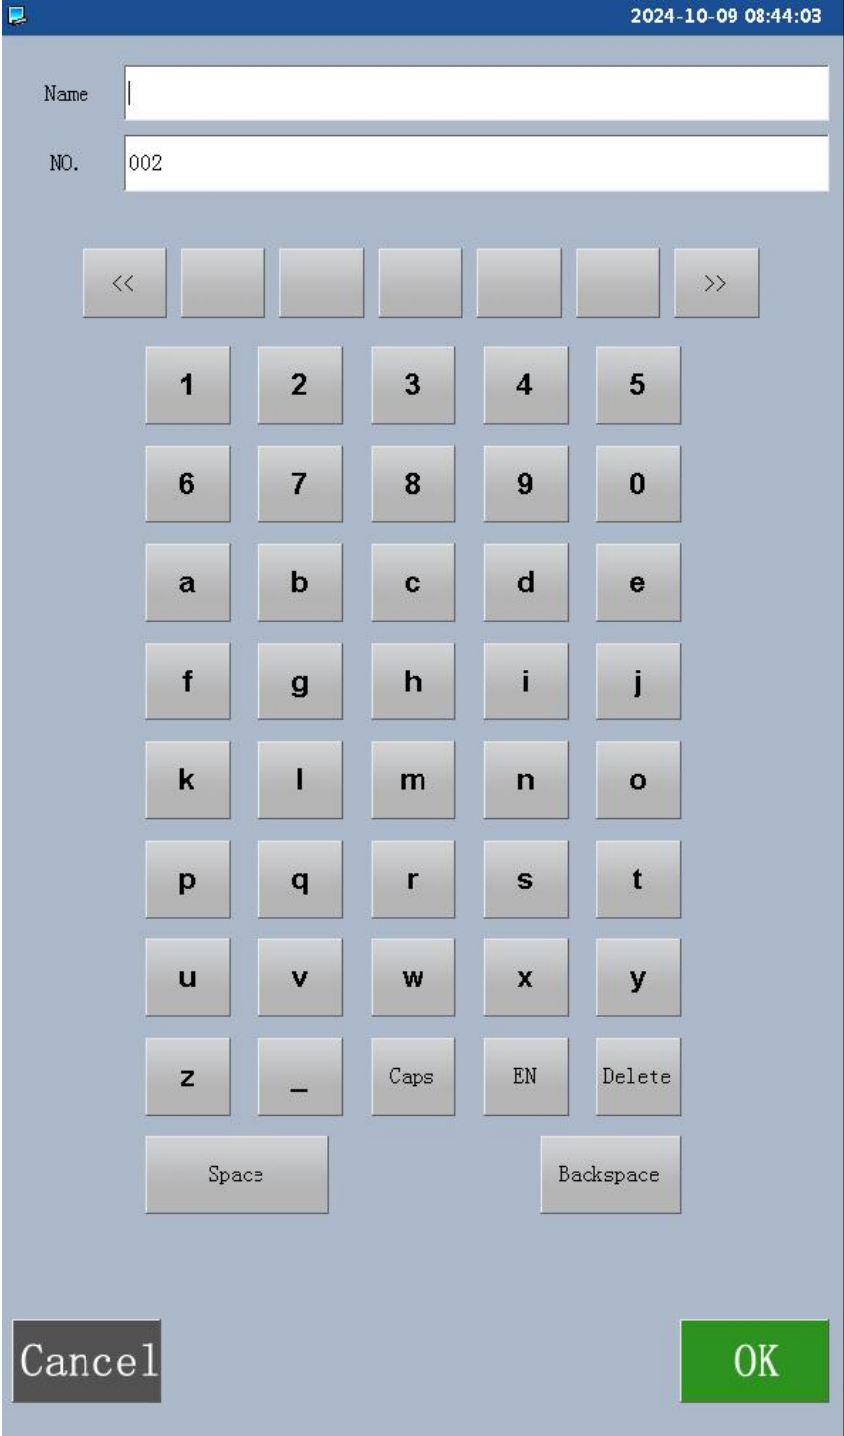 2024-10-09 08:44:03
Name
NO. 002
<< >>
1 2 3 4 5
6 7 8 9 0
a b c d e
f g h i j
k l m n o
p q r s t
u v w x y
z _ Caps EN Delete
Space Backspace
Cancel OK